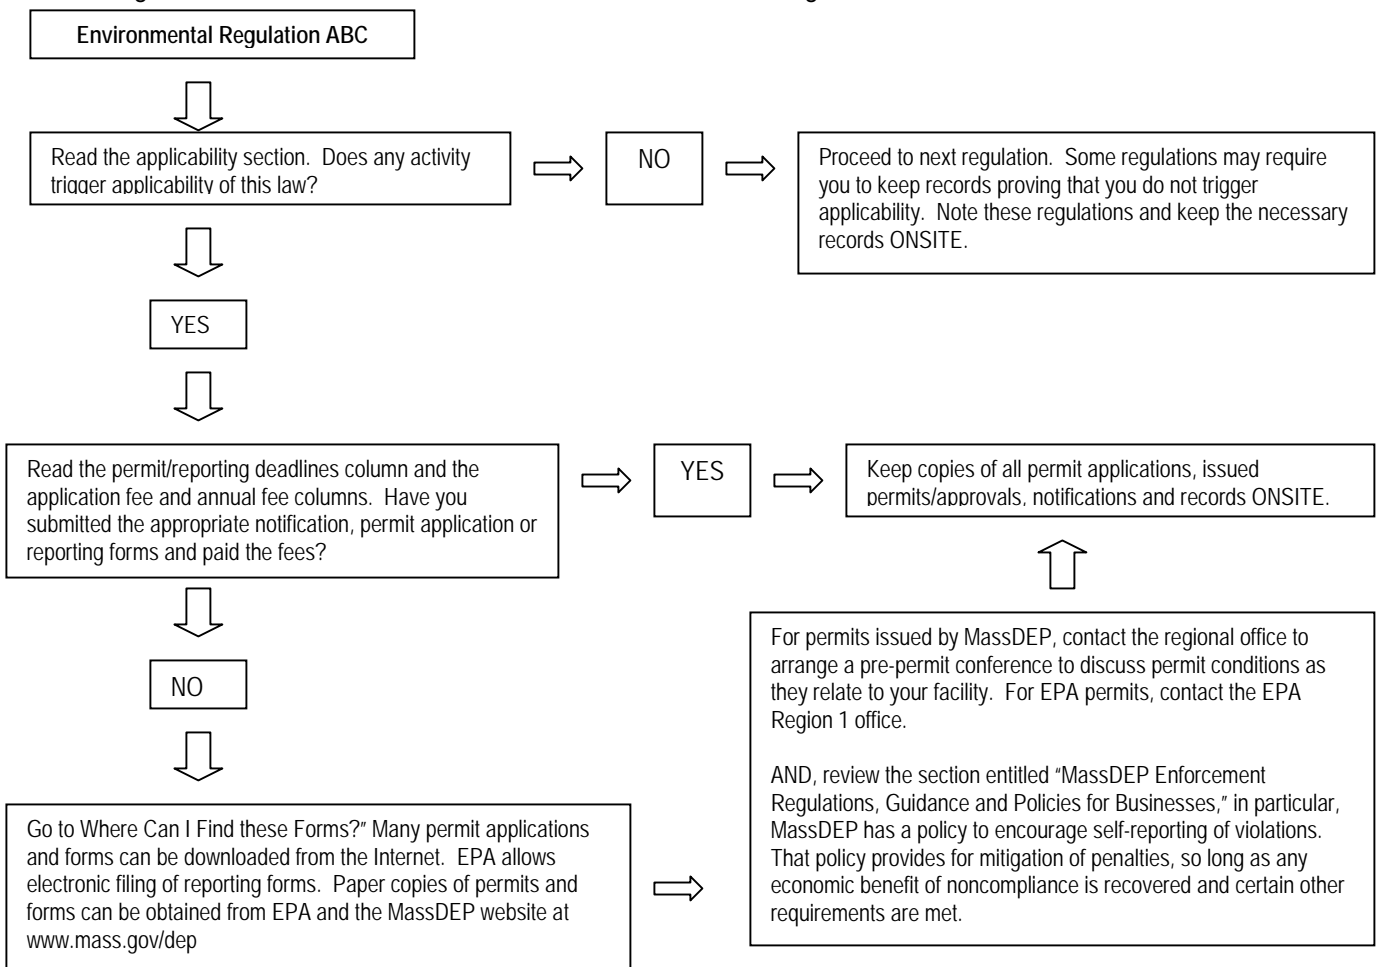 Environmental Regulation ABC
Read the applicability section. Does any activity
trigger applicability of this law?
NO
Proceed to next regulation. Some regulations may require
you to keep records proving that you do not trigger
applicability. Note these regulations and keep the necessary
records ONSITE.
YES
Read the permit/reporting deadlines column and the
application fee and annual fee columns. Have you
submitted the appropriate notification, permit application or
reporting forms and paid the fees?
YES
Keep copies of all permit applications, issued
permits/approvals, notifications and records ONSITE.
NO
Go to Where Can I Find these Forms?" Many permit applications
and forms can be downloaded from the Internet. EPA allows
electronic filing of reporting forms. Paper copies of permits and
forms can be obtained from EPA and the MassDEP website at
www.mass.gov/dep
For permits issued by MassDEP, contact the regional office to
arrange a pre-permit conference to discuss permit conditions as
they relate to your facility. For EPA permits, contact the EPA
Region 1 office.
AND, review the section entitled "MassDEP Enforcement
Regulations, Guidance and Policies for Businesses," in particular,
MassDEP has a policy to encourage self-reporting of violations.
That policy provides for mitigation of penalties, so long as any
economic benefit of noncompliance is recovered and certain other
requirements are met.